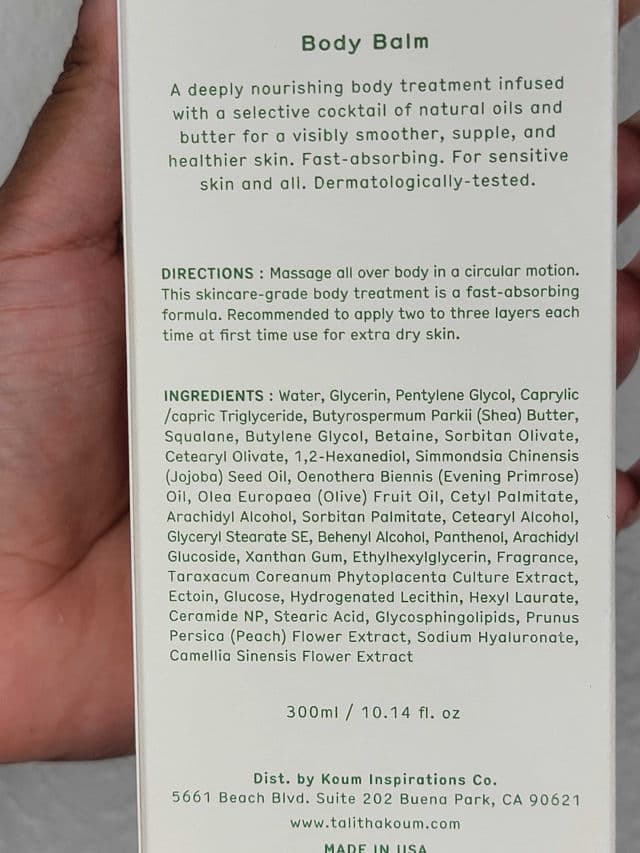 Body Balm
A deeply nourishing body treatment infused
with a selective cocktail of natural oils and
butter for a visibly smoother, supple, and
healthier skin. Fast-absorbing. For sensitive
skin and all. Dermatologically-tested.
DIRECTIONS : Massage all over body in a circular motion.
This skincare-grade body treatment is a fast-absorbing
formula. Recommended to apply two to three layers each
time at first time use for extra dry skin.
INGREDIENTS : Water, Glycerin, Pentylene Glycol, Caprylic
/capric Triglyceride, Butyrospermum Parkii (Shea) Butter,
Squalane, Butylene Glycol, Betaine, Sorbitan Olivate,
Cetearyl Olivate, 1,2-Hexanediol, Simmondsia Chinensis
(Jojoba) Seed Oil, Oenothera Biennis (Evening Primrose)
Oil, Olea Europaea (Olive) Fruit Oil, Cetyl Palmitate,
Arachidyl Alcohol, Sorbitan Palmitate, Cetearyl Alcohol,
Glyceryl Stearate SE, Behenyl Alcohol, Panthenol, Arachidyl
Glucoside, Xanthan Gum, Ethylhexylglycerin, Fragrance,
Taraxacum Coreanum Phytoplacenta Culture Extract,
Ectoin, Glucose, Hydrogenated Lecithin, Hexyl Laurate,
Ceramide NP, Stearic Acid, Glycosphingolipids, Prunus
Persica (Peach) Flower Extract, Sodium Hyaluronate,
Camellia Sinensis Flower Extract
300ml / 10.14 fl. oz
Dist. by Koum Inspirations Co.
5661 Beach Blvd. Suite 202 Buena Park, CA 90621
www.talithakoum.com
MADE IN USA